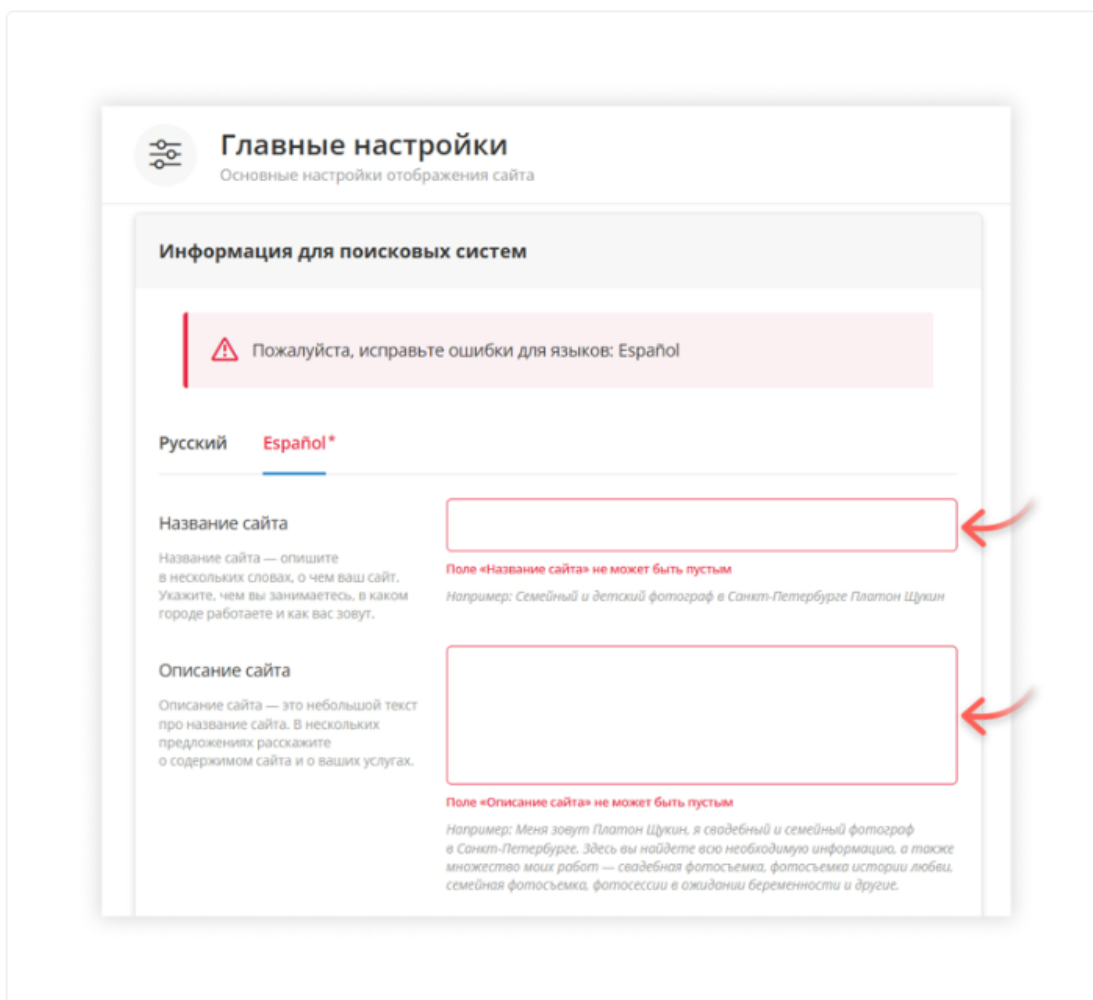 Главные настройки
Основные настройки отображения сайта
Информация для поисковых систем
Пожалуйста, исправьте ошибки для языков: Español
Русский Español*
Название сайта
Название сайта — опишите
в нескольких словах, о чем ваш сайт.
Укажите, чем вы занимаетесь, в каком
городе работаете и как вас зовут.
Поле «Название сайта» не может быть пустым
Например: Семейный и детский фотограф в Санкт-Петербурге Платон Щукин
Описание сайта
Описание сайта — это небольшой текст
про название сайта. В нескольких
предложениях расскажите
о содержимом сайта и о ваших услугах.
Поле «Описание сайта» не может быть пустым
Например: Меня зовут Платон Щукин, я свадебный и семейный фотограф
в Санкт-Петербурге. Здесь вы найдете всю необходимую информацию, а также
множество моих работ — свадебная фотосъемка, фотосъемка истории любви,
семейная фотосъемка, фотосессии в ожидании беременности и другие.